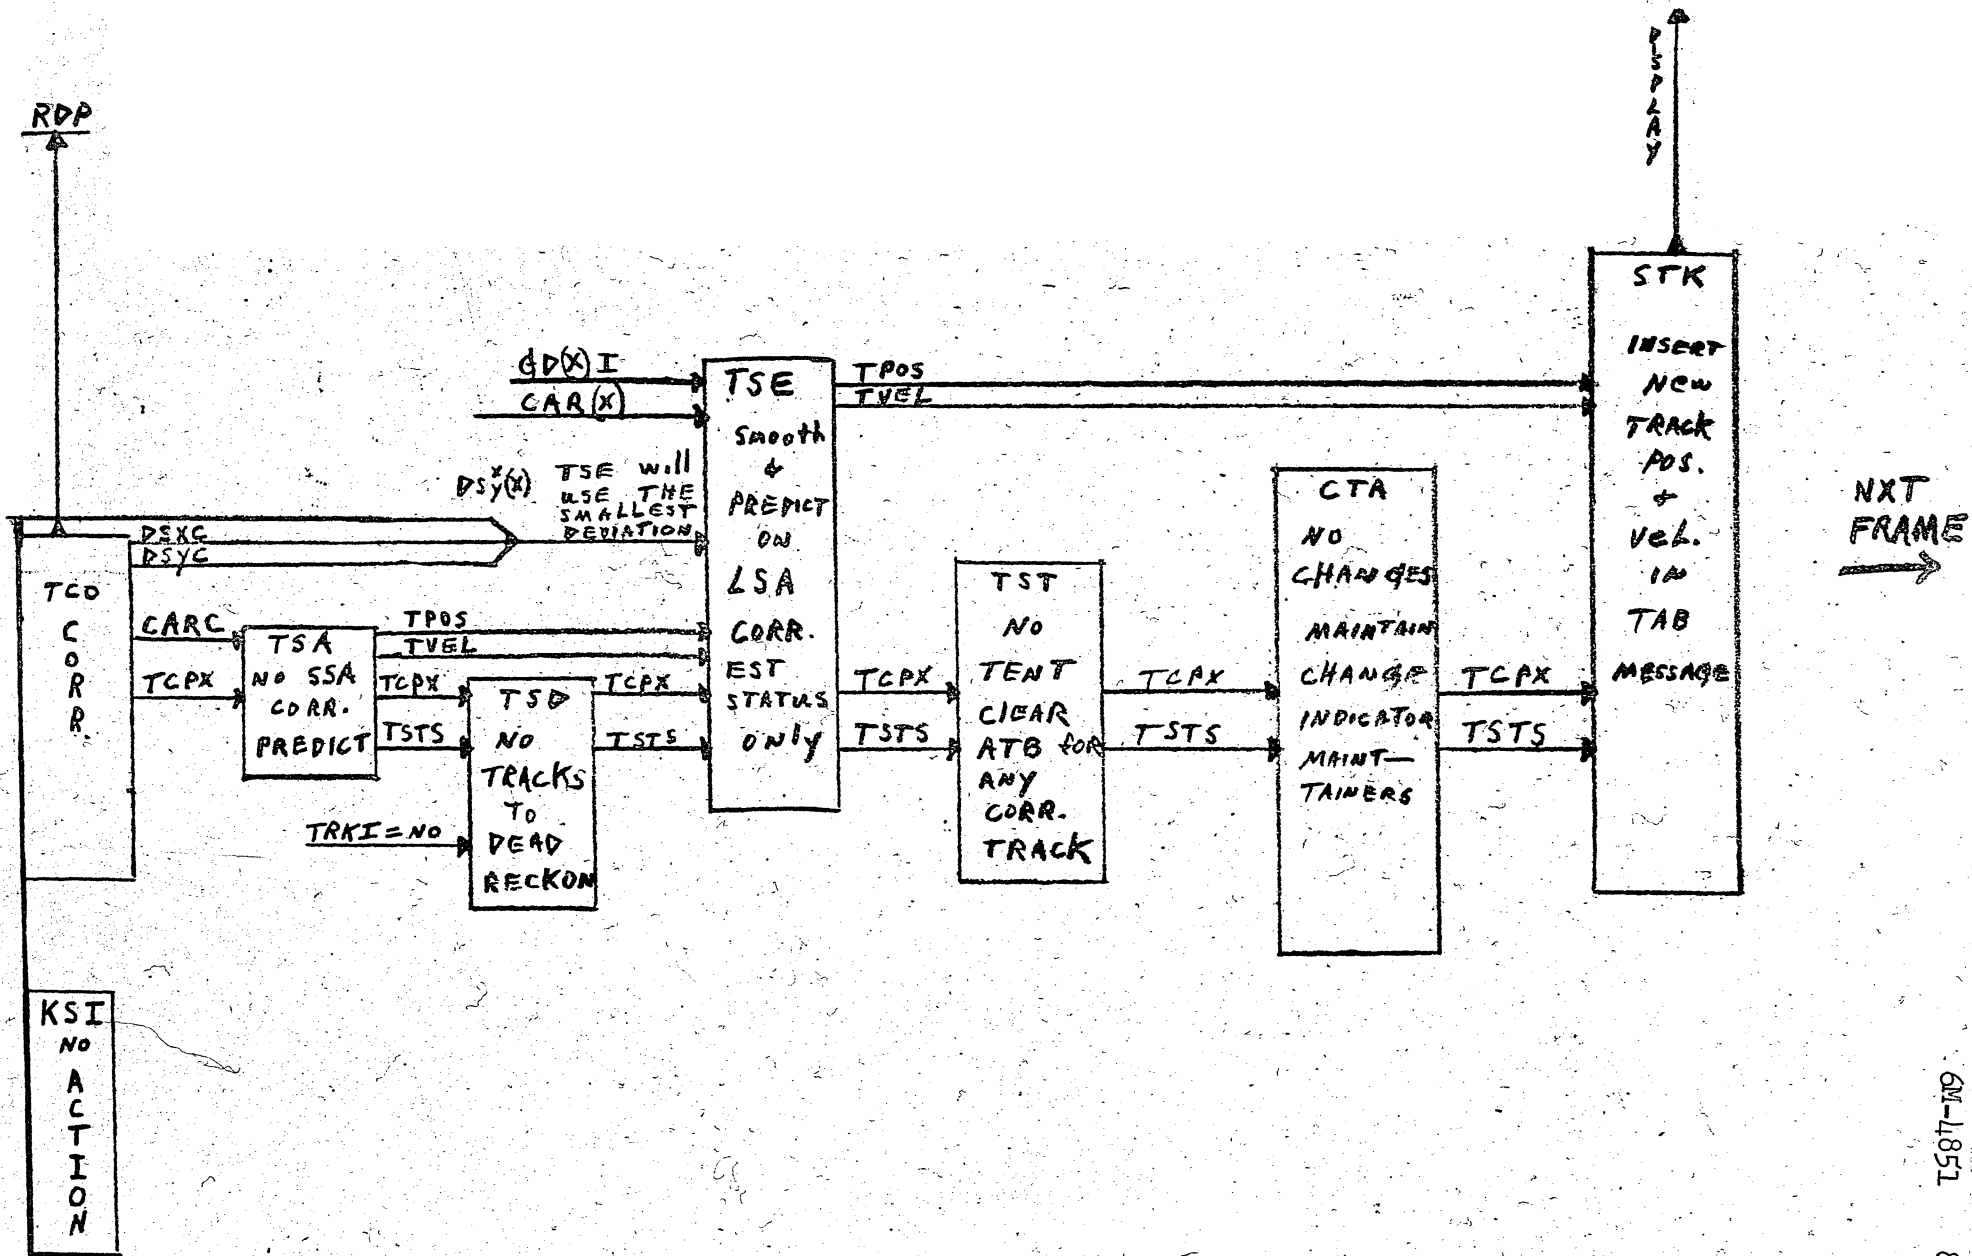 RDP
DISPLAY
DSXC
DSYC
TCO
CORR.
CARC
TCPX
TSA
NO SSA
CORR.
PREDICT
TPOS
TVEL
TCPX
TSTS
TRKI = NO
TSD
NO
TRACKS
TO
DEAD
RECKON
TCPX
TSTS
CAR(X)
TSE will
USE THE
SMALLEST
DEVIATION
TSE
Smooth
&
PREDICT
ON
LSA
CORR.
EST
STATUS
ONLY
TPOS
TVEL
TCPX
TSTS
TST
NO
TENT
CLEAR
ATB for
ANY
CORR.
TRACK
TCPX
TSTS
CTA
NO
CHANGES
MAINTAIN
CHANGE
INDICATOR
MAINT—
TAINERS
TCPX
TSTS
STK
INSERT
New
TRACK
POS.
&
Vel.
IN
TAB
MESSAGE
NXT
FRAME
KSI
NO
ACTION
6M-4851